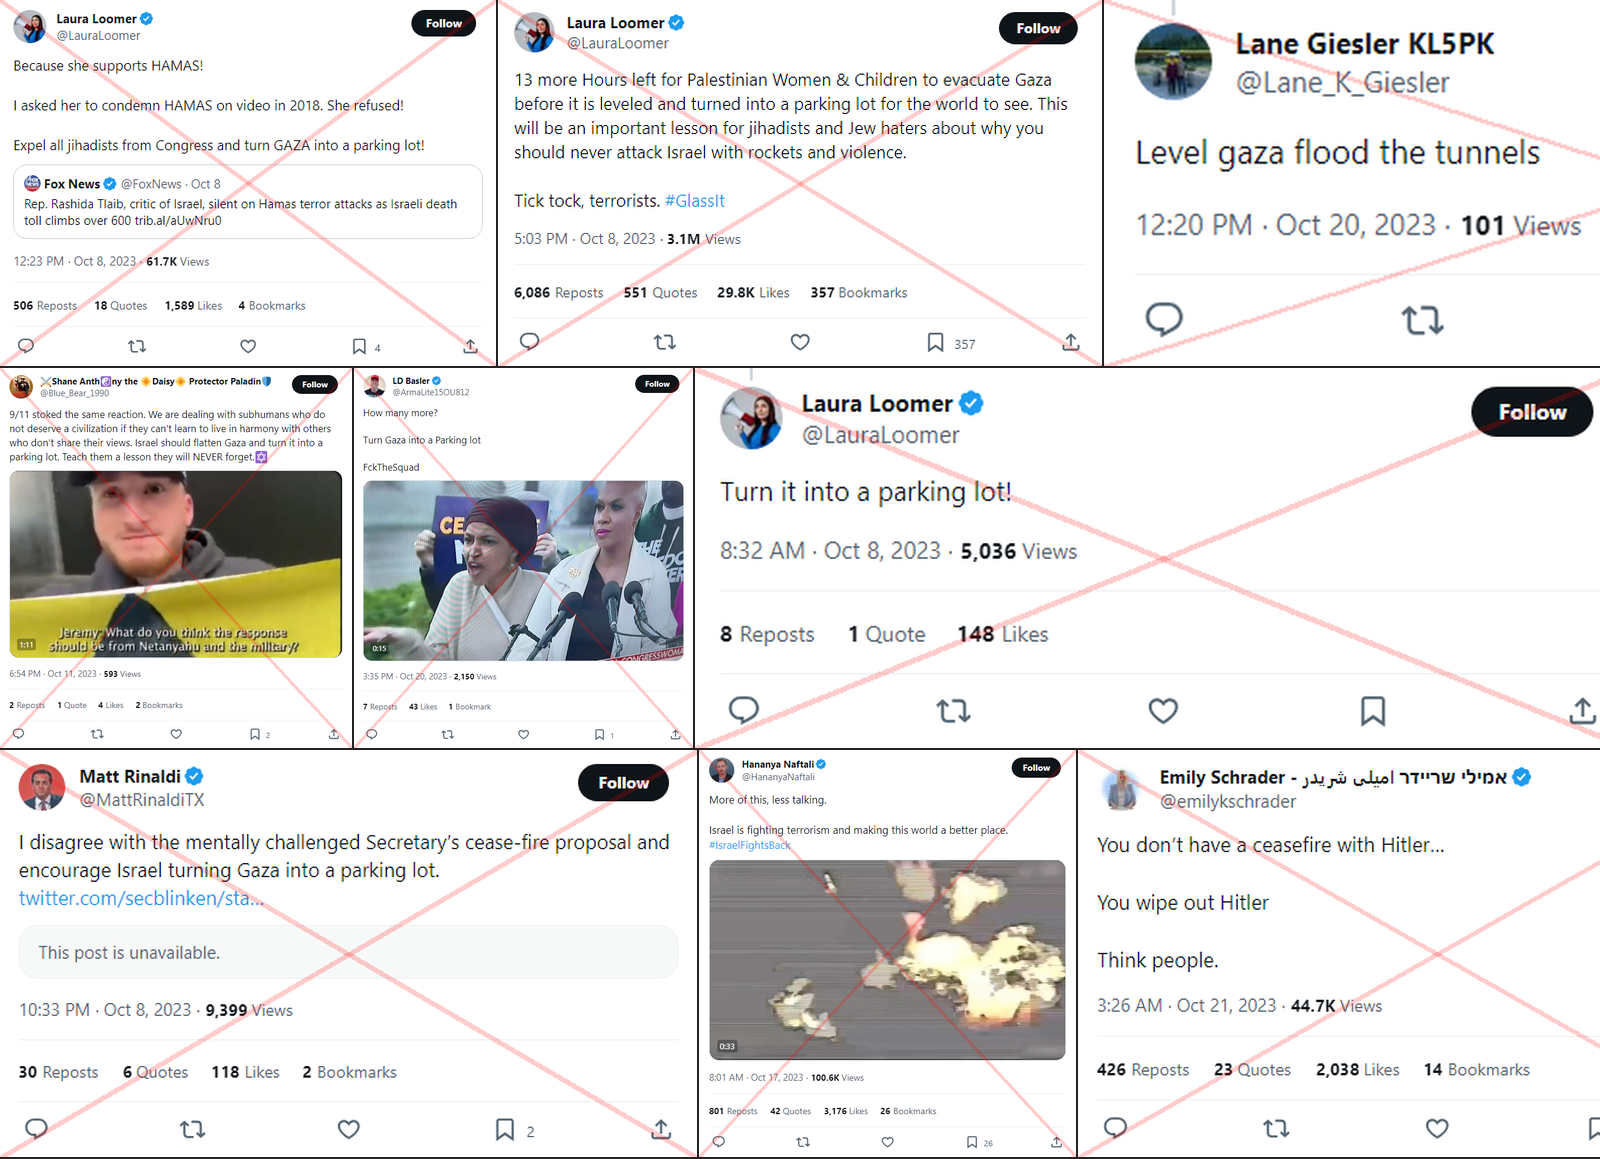 Laura Loomer
@LauraLoomer
Follow
Because she supports HAMAS!
I asked her to condemn HAMAS on video in 2018. She refused!
Expel all jihadists from Congress and turn GAZA into a parking lot!
Fox News @FoxNews · Oct 8
Rep. Rashida Tlaib, critic of Israel, silent on Hamas terror attacks as Israeli death
toll climbs over 600 trib.al/aUwNru0
12:23 PM · Oct 8, 2023 · 61.7K Views
506 Reposts 18 Quotes 1,589 Likes 4 Bookmarks
4
Laura Loomer
@LauraLoomer
Follow
13 more Hours left for Palestinian Women & Children to evacuate Gaza
before it is leveled and turned into a parking lot for the world to see. This
will be an important lesson for jihadists and Jew haters about why you
should never attack Israel with rockets and violence.
Tick tock, terrorists. #GlassIt
5:03 PM · Oct 8, 2023 · 3.1M Views
6,086 Reposts 551 Quotes 29.8K Likes 357 Bookmarks
357
Lane Giesler KL5PK
@Lane_K_Giesler
Level gaza flood the tunnels
12:20 PM · Oct 20, 2023 · 101 Views
Shane Anth☯ny the Daisy Protector Paladin
@Blue_Bear_1990
Follow
9/11 stoked the same reaction. We are dealing with subhumans who do
not deserve a civilization if they can't learn to live in harmony with others
who don't share their views. Israel should flatten Gaza and turn it into a
parking lot. Teach them a lesson they will NEVER forget.
Jeremy: What do you think the response
should be from Netanyahu and the military?
1:11
6:54 PM · Oct 11, 2023 · 593 Views
2 Reposts 1 Quote 4 Likes 2 Bookmarks
2
LD Basler
@ArmaLite15OU812
Follow
How many more?
Turn Gaza into a Parking lot
FckTheSquad
0:15
3:35 PM · Oct 20, 2023 · 2,150 Views
7 Reposts 43 Likes 1 Bookmark
1
Laura Loomer
@LauraLoomer
Follow
Turn it into a parking lot!
8:32 AM · Oct 8, 2023 · 5,036 Views
8 Reposts 1 Quote 148 Likes
Matt Rinaldi
@MattRinaldiTX
Follow
I disagree with the mentally challenged Secretary's cease-fire proposal and
encourage Israel turning Gaza into a parking lot.
twitter.com/secblinken/sta...
This post is unavailable.
10:33 PM · Oct 8, 2023 · 9,399 Views
30 Reposts 6 Quotes 118 Likes 2 Bookmarks
2
Hananya Naftali
@HananyaNaftali
Follow
More of this, less talking.
Israel is fighting terrorism and making this world a better place.
#IsraelFightsBack
0:33
8:01 AM · Oct 17, 2023 · 100.6K Views
801 Reposts 42 Quotes 3,176 Likes 26 Bookmarks
26
Emily Schrader - אמילי שריידר امیلی شریدر
@emilykschrader
You don't have a ceasefire with Hitler...
You wipe out Hitler
Think people.
3:26 AM · Oct 21, 2023 · 44.7K Views
426 Reposts 23 Quotes 2,038 Likes 14 Bookmarks